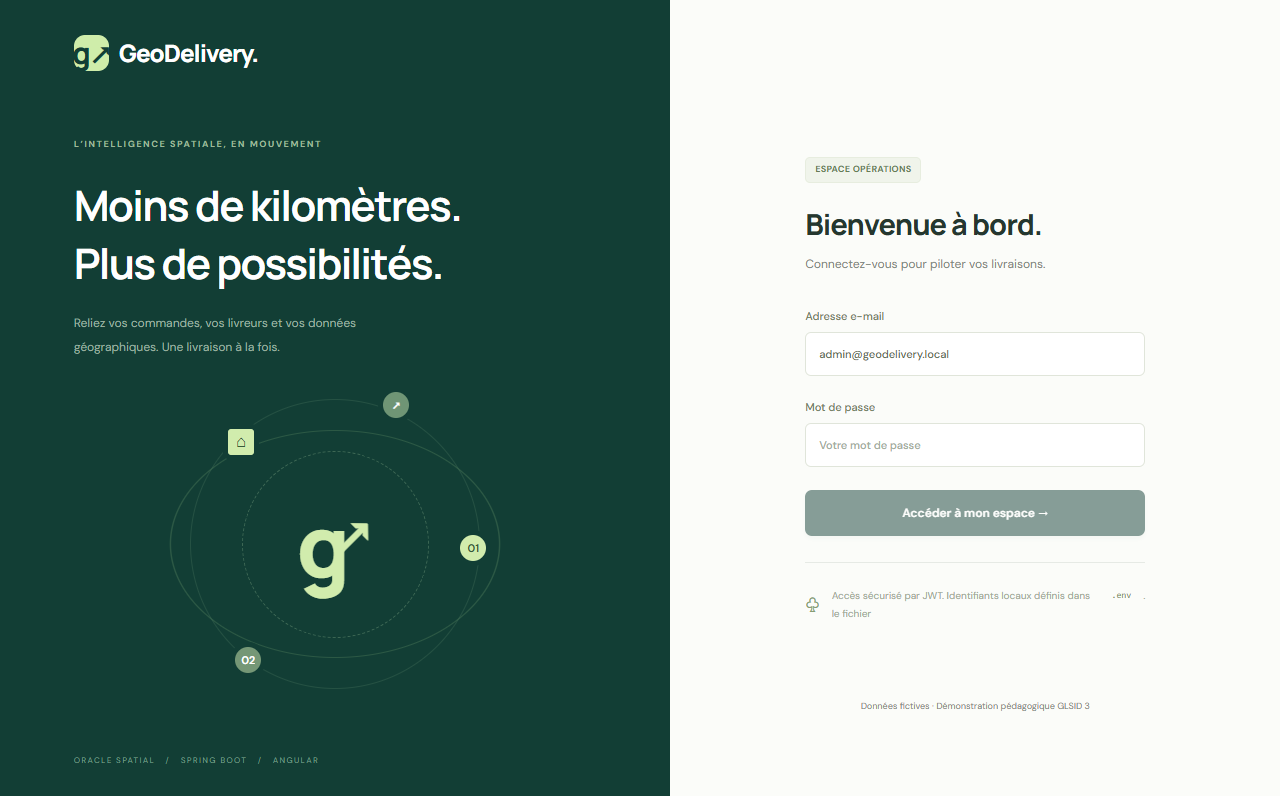 g GeoDelivery.
L'INTELLIGENCE SPATIALE, EN MOUVEMENT
Moins de kilomètres.
Plus de possibilités.
Reliez vos commandes, vos livreurs et vos données
géographiques. Une livraison à la fois.
g
01
02
ORACLE SPATIAL / SPRING BOOT / ANGULAR
ESPACE OPÉRATIONS
Bienvenue à bord.
Connectez-vous pour piloter vos livraisons.
Adresse e-mail
admin@geodelivery.local
Mot de passe
Votre mot de passe
Accéder à mon espace →
Accès sécurisé par JWT. Identifiants locaux définis dans .env .
le fichier
Données fictives · Démonstration pédagogique GLSID 3